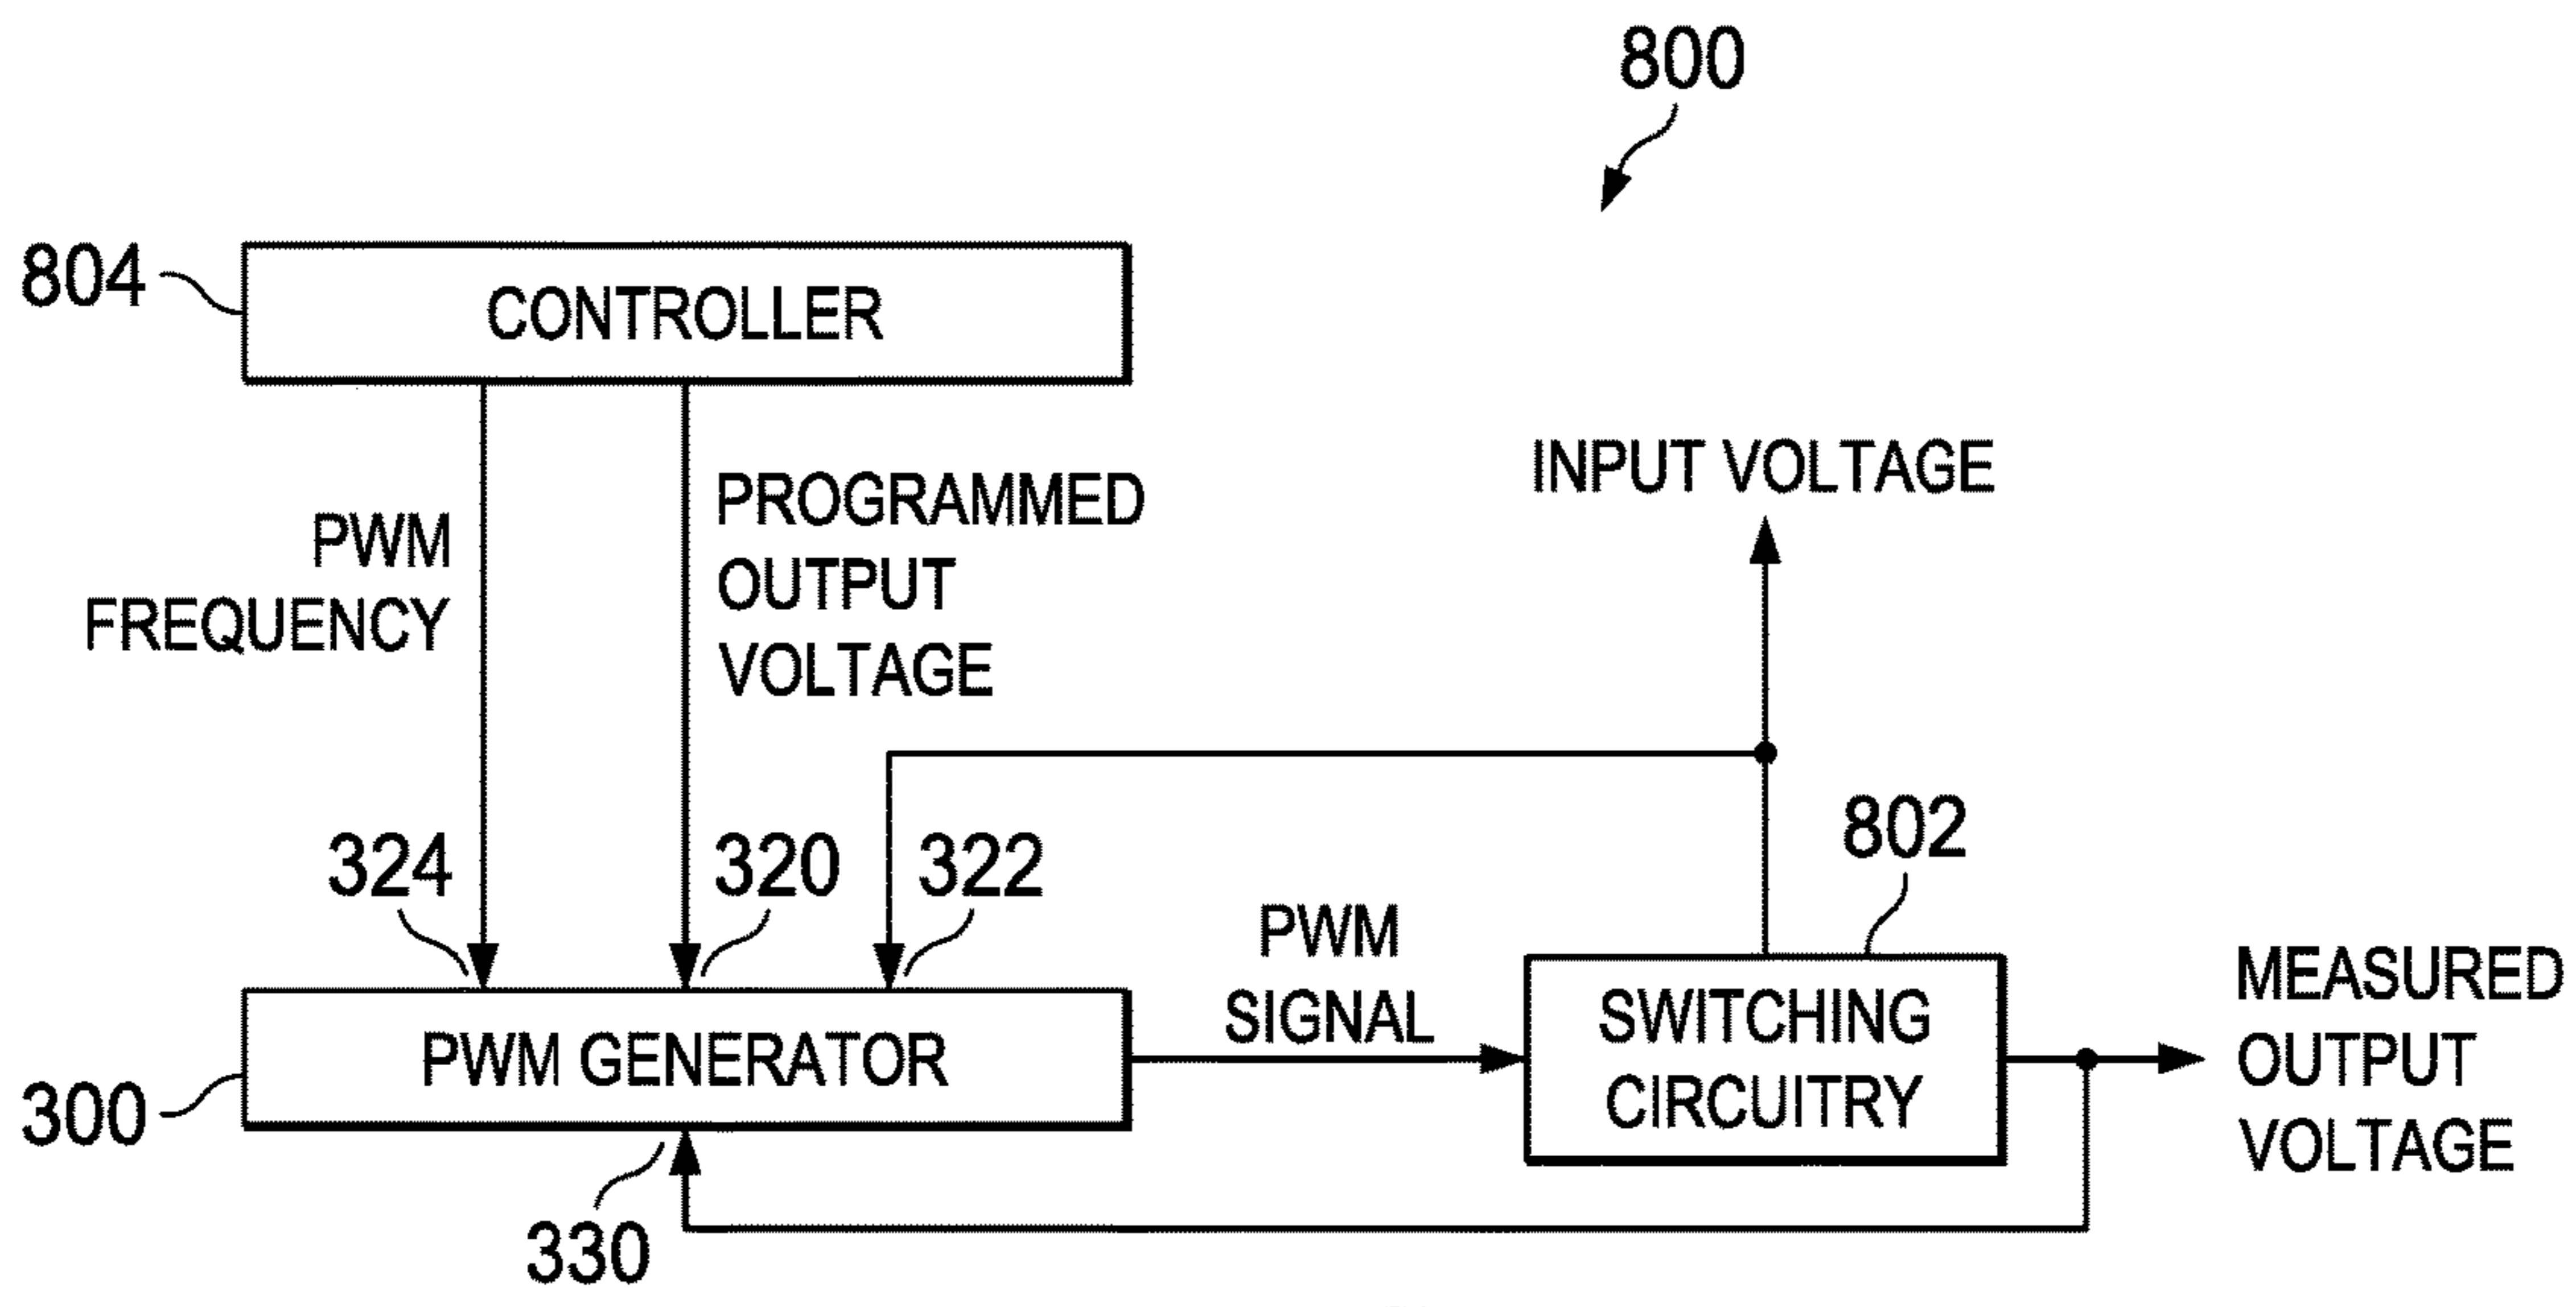 800
804
CONTROLLER
INPUT VOLTAGE
PWM
FREQUENCY
PROGRAMMED
OUTPUT
VOLTAGE
324
320
322
802
PWM
SIGNAL
300
PWM GENERATOR
SWITCHING
CIRCUITRY
MEASURED
OUTPUT
VOLTAGE
330